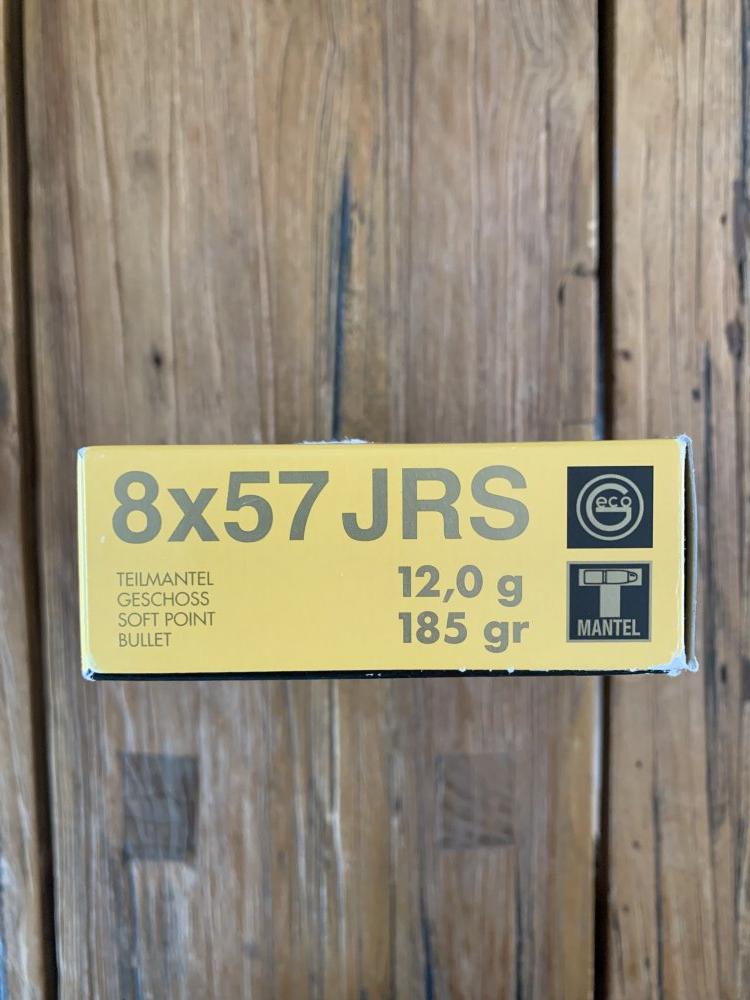 8x57 JRS
Geco
TEILMANTEL
GESCHOSS
SOFT POINT
BULLET
12,0 g
185 gr
T
MANTEL